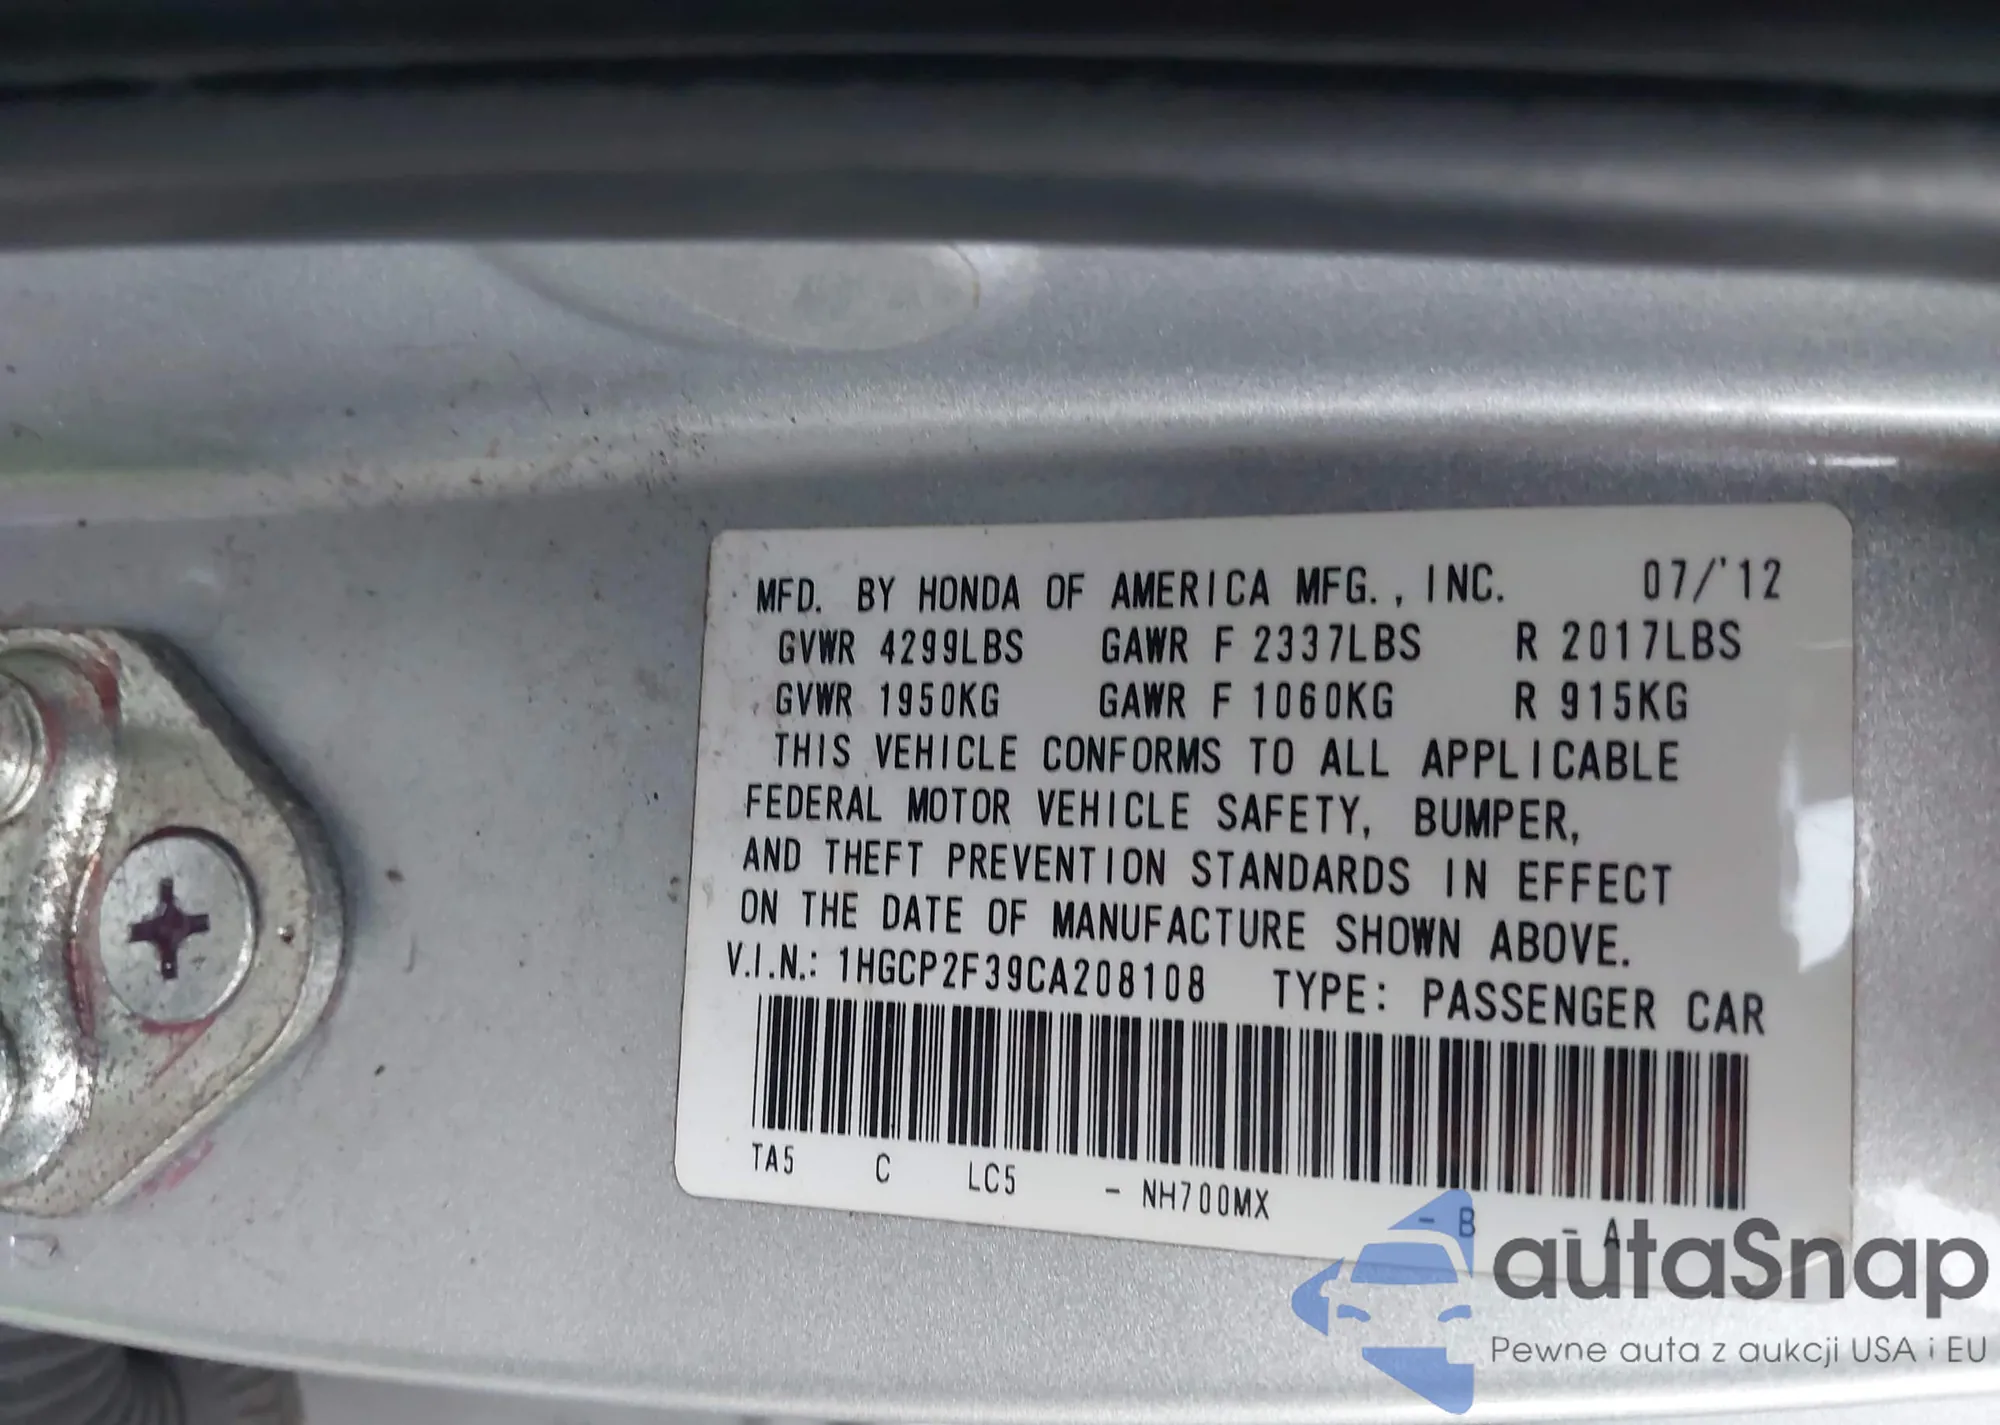 MFD. BY HONDA OF AMERICA MFG., INC. 07/'12
GVWR 4299LBS GAWR F 2337LBS R 2017LBS
GVWR 1950KG GAWR F 1060KG R 915KG
THIS VEHICLE CONFORMS TO ALL APPLICABLE
FEDERAL MOTOR VEHICLE SAFETY, BUMPER,
AND THEFT PREVENTION STANDARDS IN EFFECT
ON THE DATE OF MANUFACTURE SHOWN ABOVE.
V.I.N.: 1HGCP2F39CA208108 TYPE: PASSENGER CAR
TA5 C LC5 - NH700MX - B - A
autaSnap
Pewne auta z aukcji USA i EU